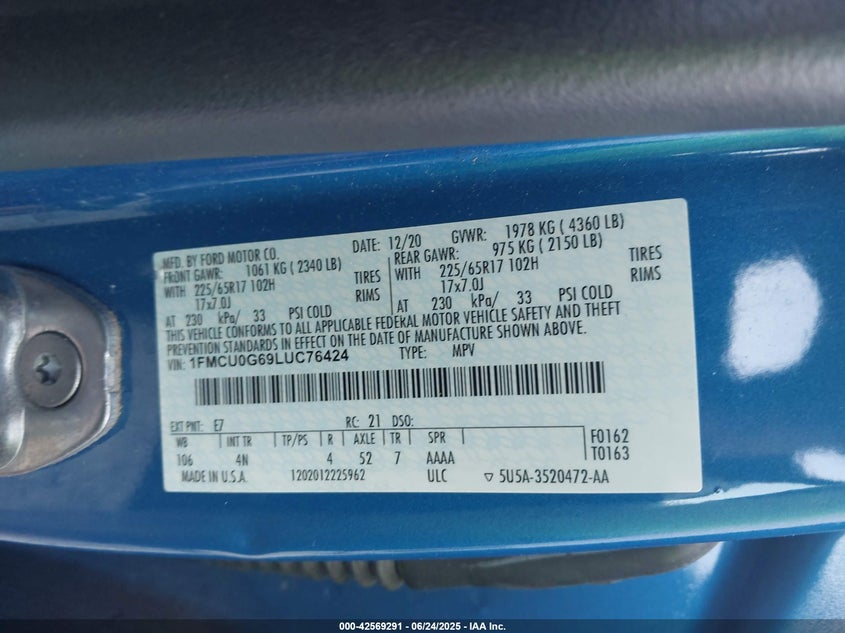 MFD. BY FORD MOTOR CO. DATE: 12/20 GVWR: 1978 KG ( 4360 LB)
FRONT GAWR: 1061 KG ( 2340 LB) REAR GAWR: 975 KG ( 2150 LB)
WITH 225/65R17 102H TIRES WITH 225/65R17 102H TIRES
17x7.0J RIMS 17x7.0J RIMS
AT 230 kPa/ 33 PSI COLD AT 230 kPa/ 33 PSI COLD
THIS VEHICLE CONFORMS TO ALL APPLICABLE FEDERAL MOTOR VEHICLE SAFETY AND THEFT
PREVENTION STANDARDS IN EFFECT ON THE DATE OF MANUFACTURE SHOWN ABOVE.
VIN: 1FMCU0G69LUC76424 TYPE: MPV
EXT PNT: E7 RC: 21 DSO:
WB INT TR TP/PS R AXLE TR SPR F0162
106 4N 4 52 7 AAAA T0163
MADE IN U.S.A. 1202012225962 ULC ▽ 5U5A-3520472-AA
000-42569291 | 06/24/2025 | IAA Inc.